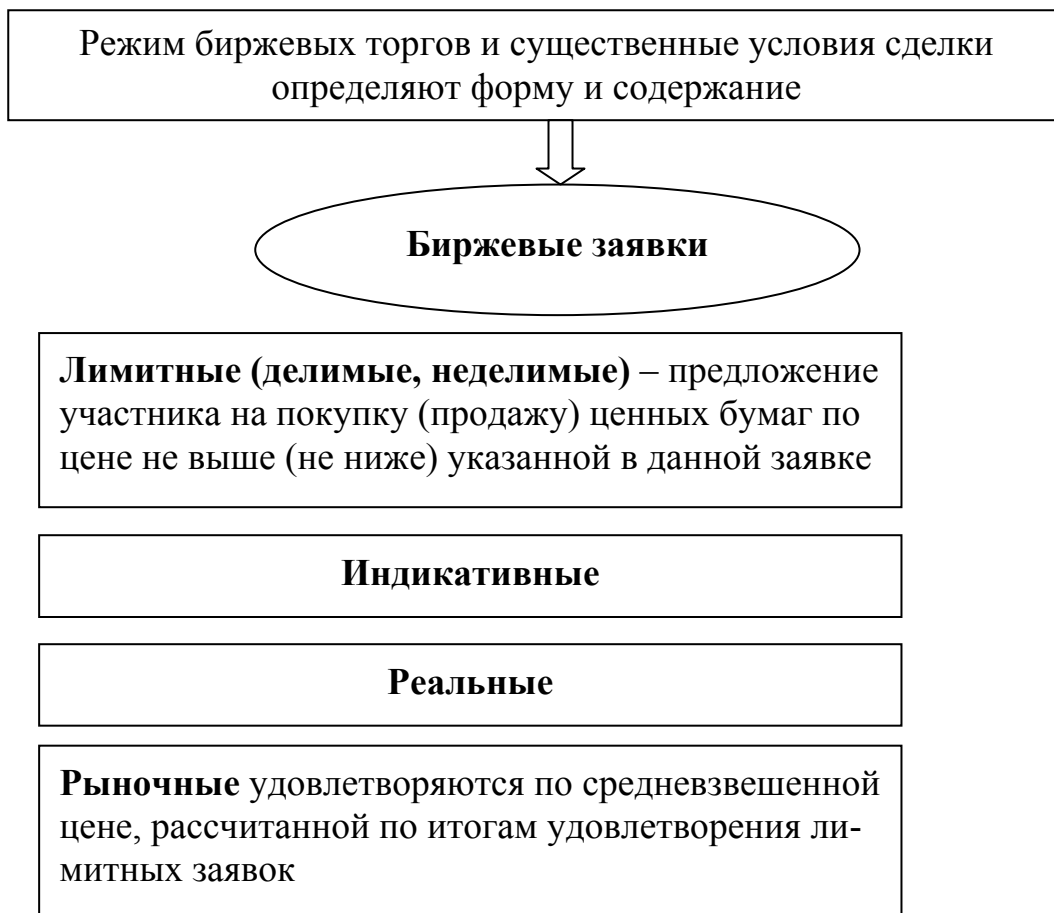 Режим биржевых торгов и существенные условия сделки
определяют форму и содержание
Биржевые заявки
Лимитные (делимые, неделимые) – предложение
участника на покупку (продажу) ценных бумаг по
цене не выше (не ниже) указанной в данной заявке
Индикативные
Реальные
Рыночные удовлетворяются по средневзвешенной
цене, рассчитанной по итогам удовлетворения ли-
митных заявок